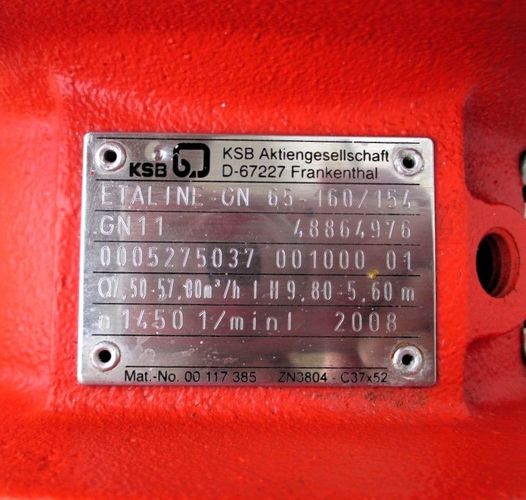 KSB
KSB Aktiengesellschaft
D-67227 Frankenthal
ETALINE-GN 65-160/154
GN11 48864976
0005275037 001000 01
Q7,50-57,00m³/h | H 9,80-5,60 m
n1450 1/min| 2008
Mat.-No. 00 117 385 ZN3804 - C37x52